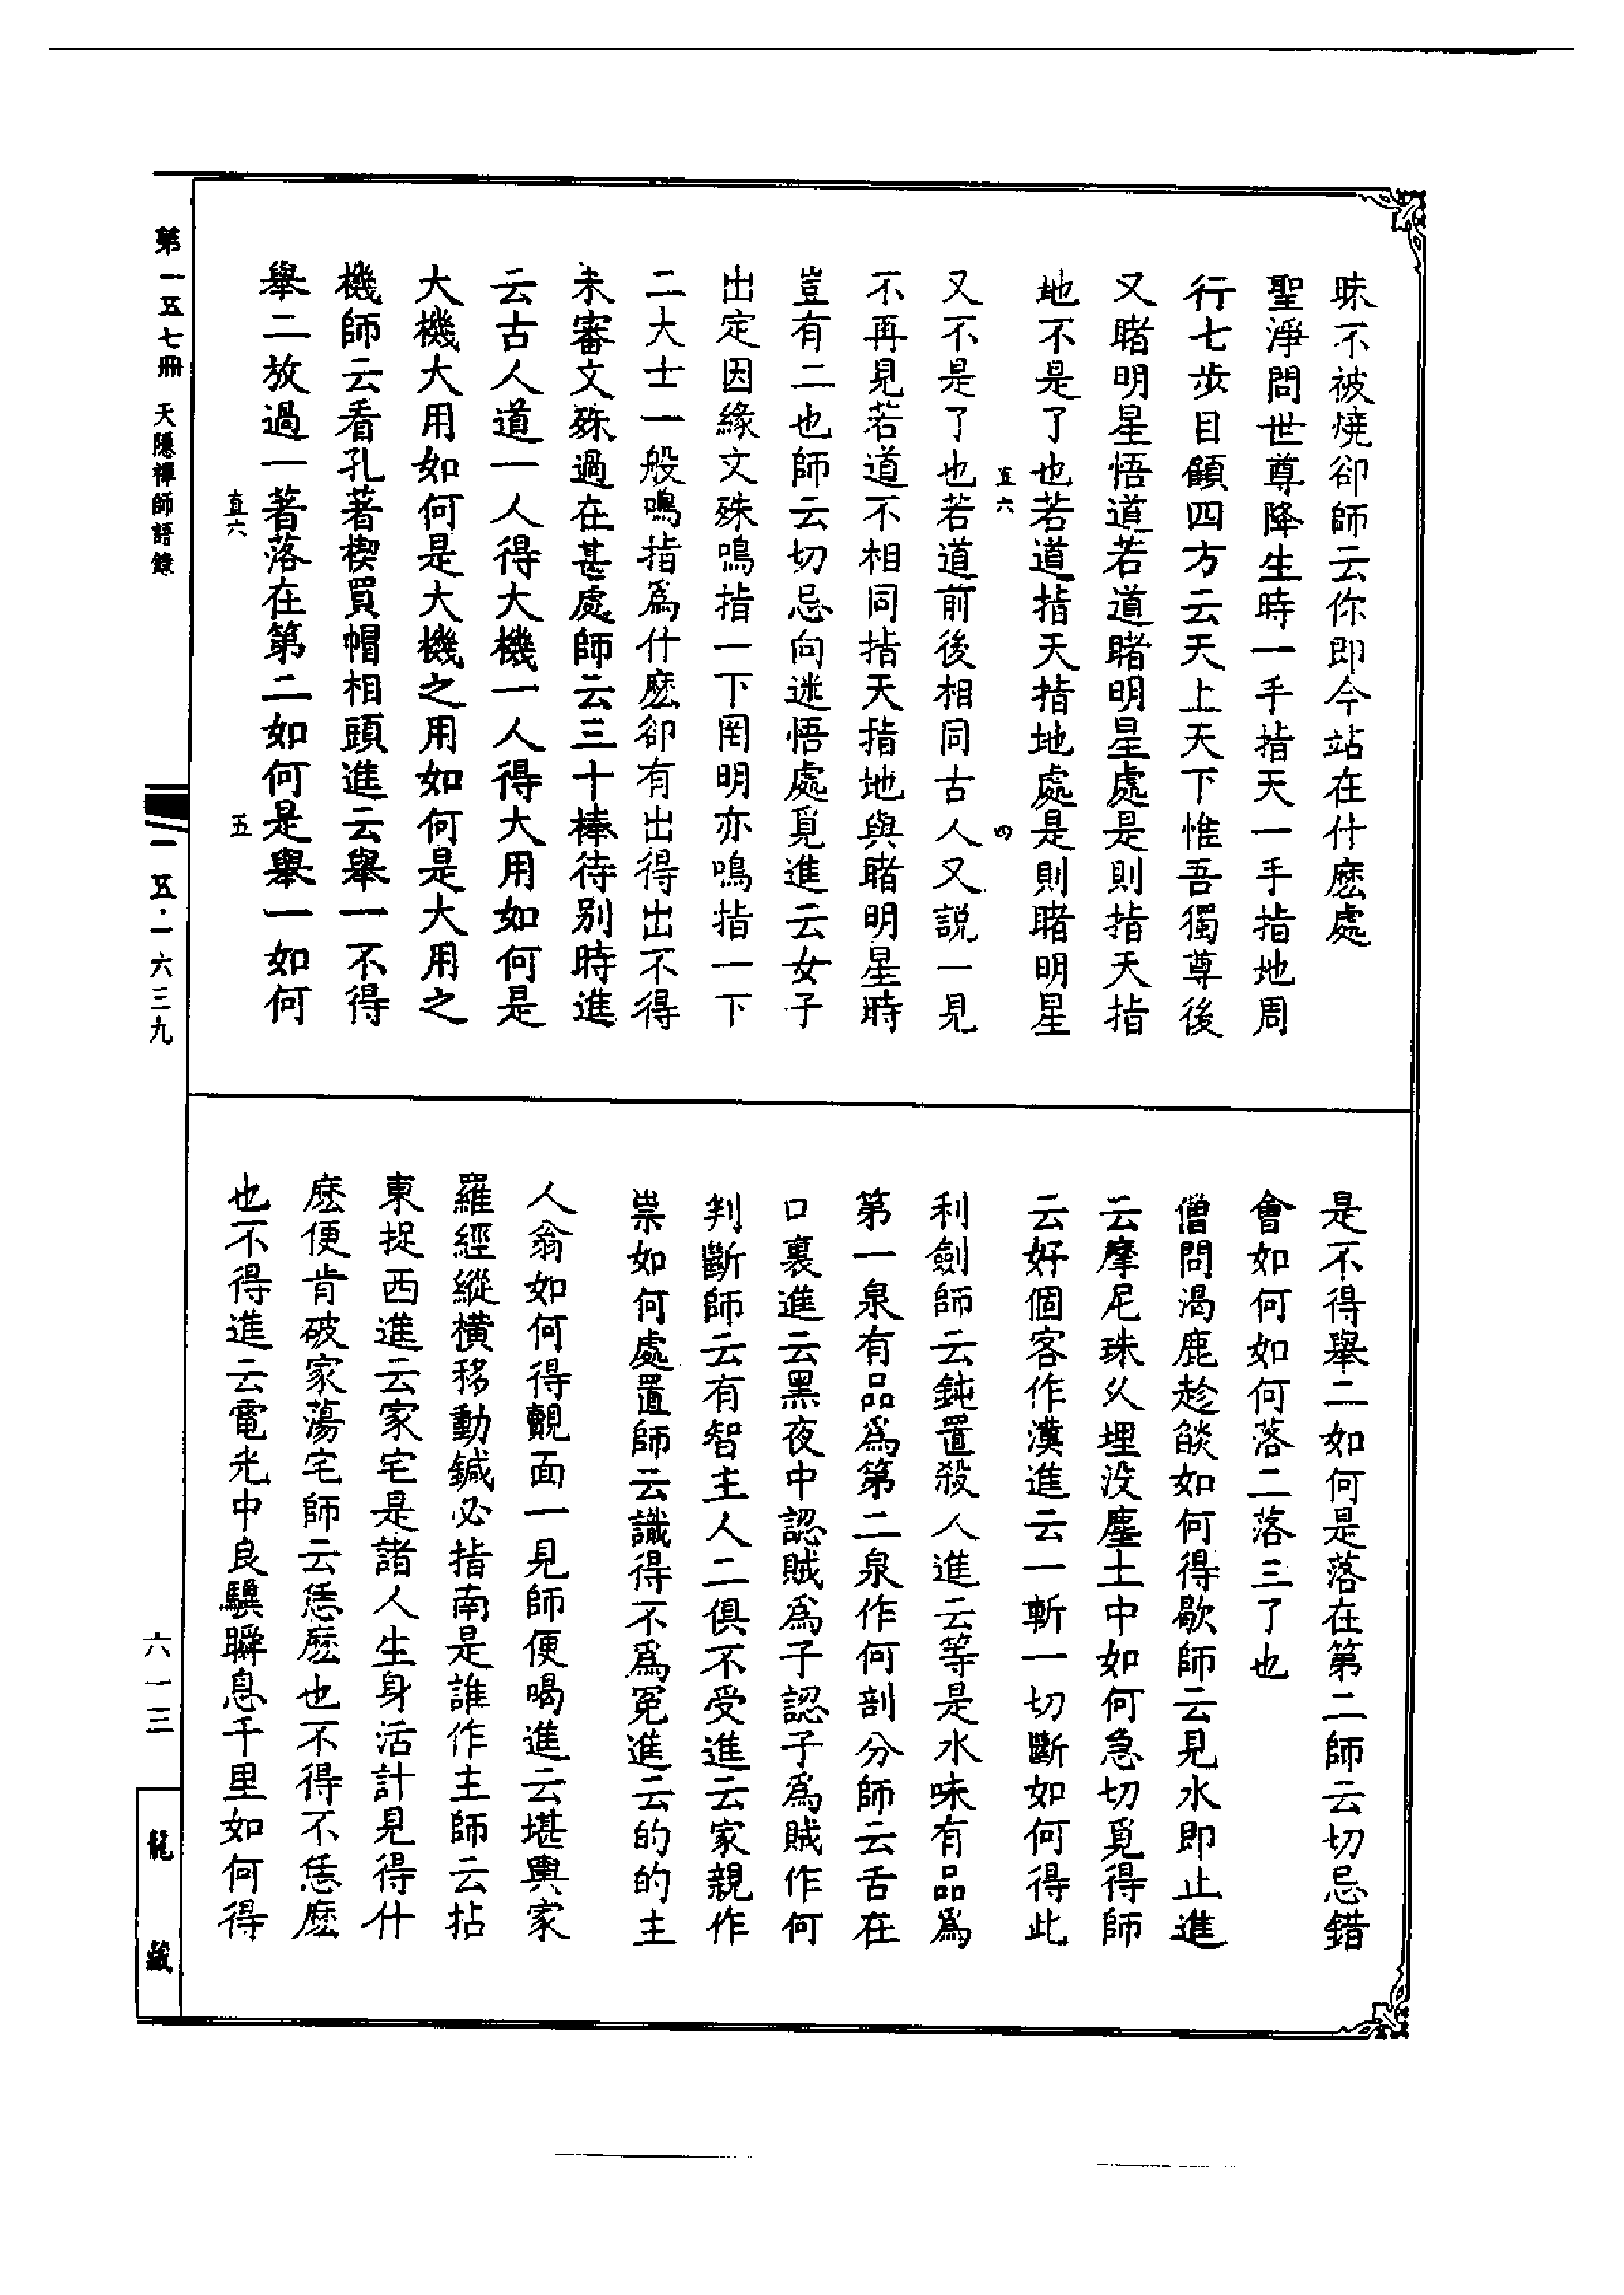 昧不被燒卻師云你即今站在什麼處
聖淨問世尊降生時一手指天一手指地周
行七步目顧四方云天上天下惟吾獨尊後
又睹明星悟道若道睹明星處是則指天指
地不是了也若道指天指地處是則睹明星
直六
四
又不是了也若道前後相同古人又說一見
不再見若道不相同指天指地與睹明星時
豈有二也師云切忌向迷悟處覓進云女子
出定因緣文殊鳴指一下罔明亦鳴指一下
二大士一般鳴指為什麼卻有出得出不得
未審文殊過在甚處師云三十棒待別時進
云古人道一人得大機一人得大用如何是
大機大用如何是大機之用如何是大用之
機師云看孔著楔買帽相頭進云舉一不得
舉二放過一著落在第二如何是舉一如何
直六
五
是不得舉二如何是落在第二師云切忌錯
會如何如何落二落三了也
僧問渴鹿趁燄如何得歇師云見水即止進
云摩尼珠久埋沒塵土中如何急切覓得師
云好個客作漢進云一斬一切斷如何得此
利劍師云鈍置殺人進云等是水味有品為
第一泉有品為第二泉作何剖分師云舌在
口裏進云黑夜中認賊為子認子為賊作何
判斷師云有智主人二俱不受進云家親作
祟如何處置師云識得不為冤進云的的主
人翁如何得覿面一見師便喝進云堪輿家
羅經縱橫移動鍼必指南是誰作主師云拈
東捉西進云家宅是諸人生身活計見得什
麼便肯破家蕩宅師云恁麼也不得不恁麼
也不得進云電光中良驥瞬息千里如何得
第一五七冊 天隱禪師語錄
一五·一六三九
六一三
龍藏